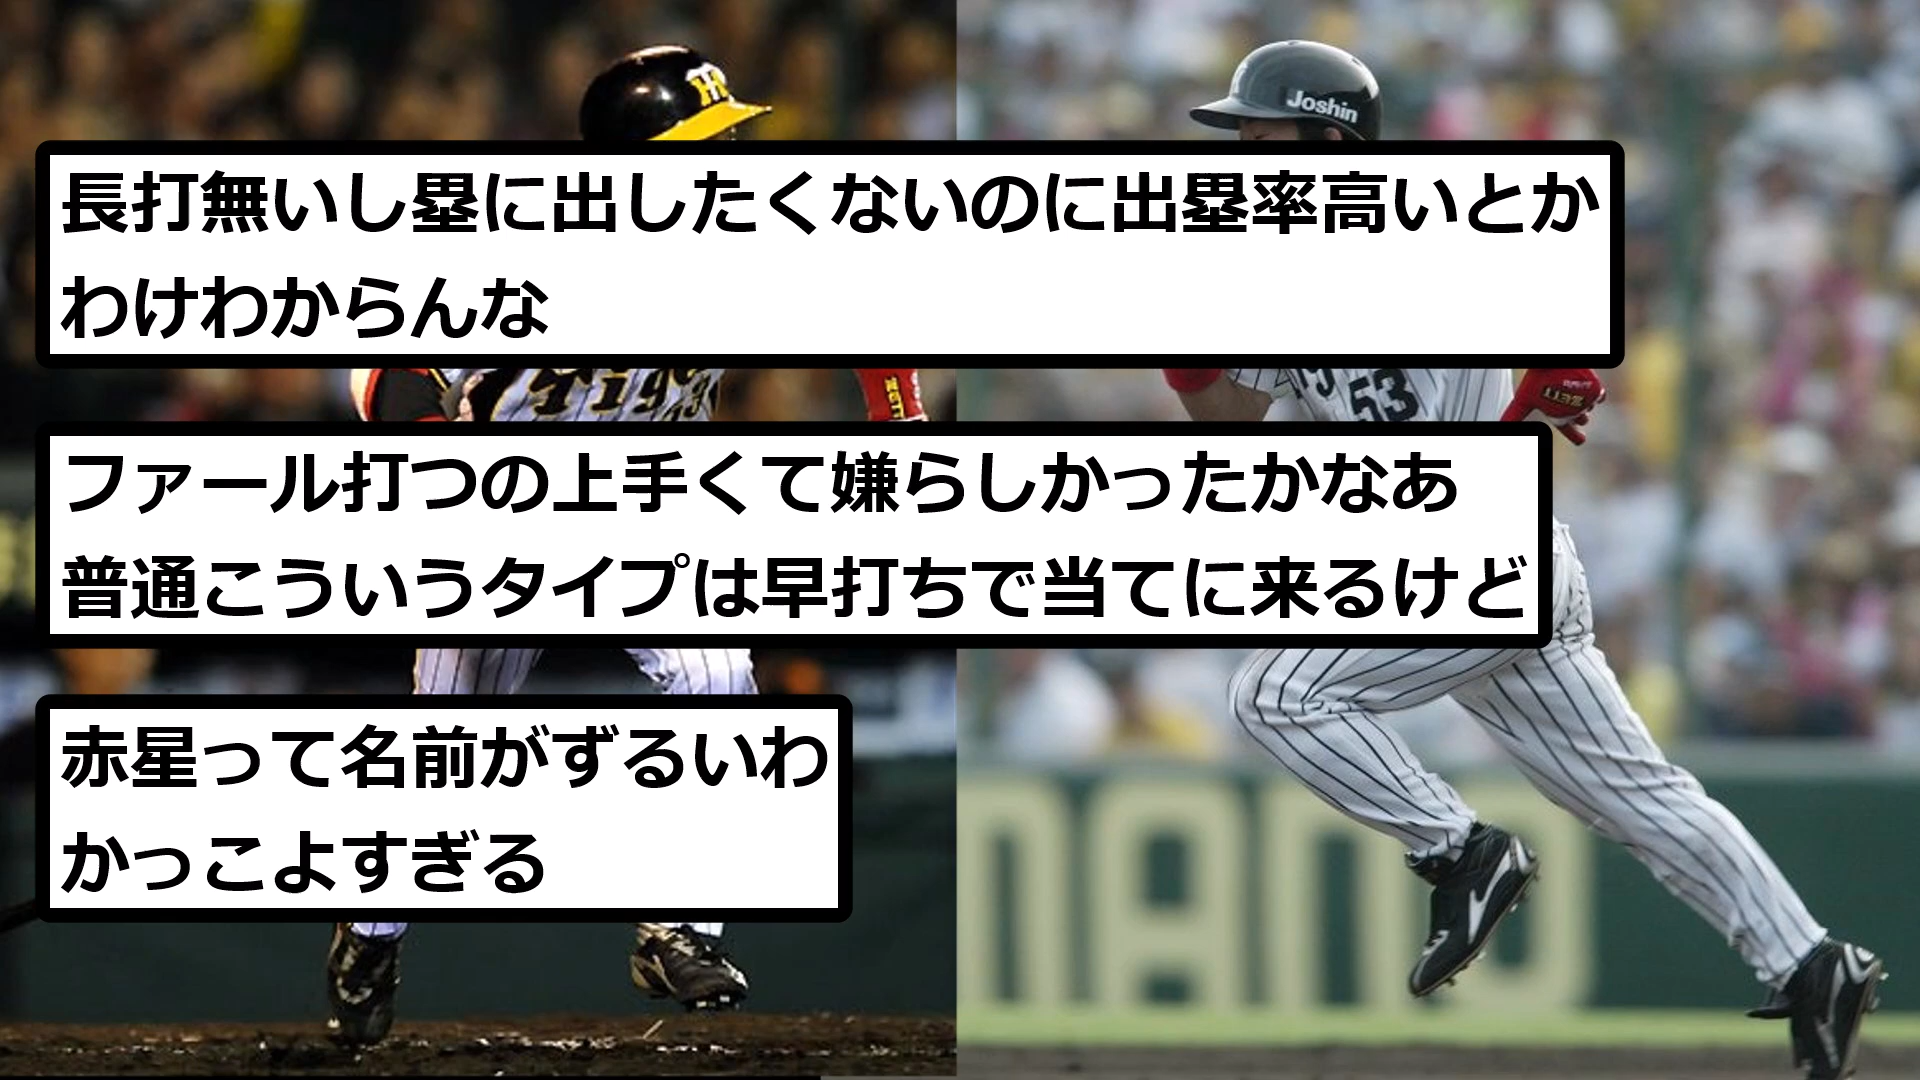 Joshin
長打無いし塁に出したくないのに出塁率高いとか
わけわからんな
53
ZETT
ファール打つの上手くて嫌らしかったかなあ
普通こういうタイプは早打ちで当てに来るけど
赤星って名前がずるいわ
かっこよすぎる